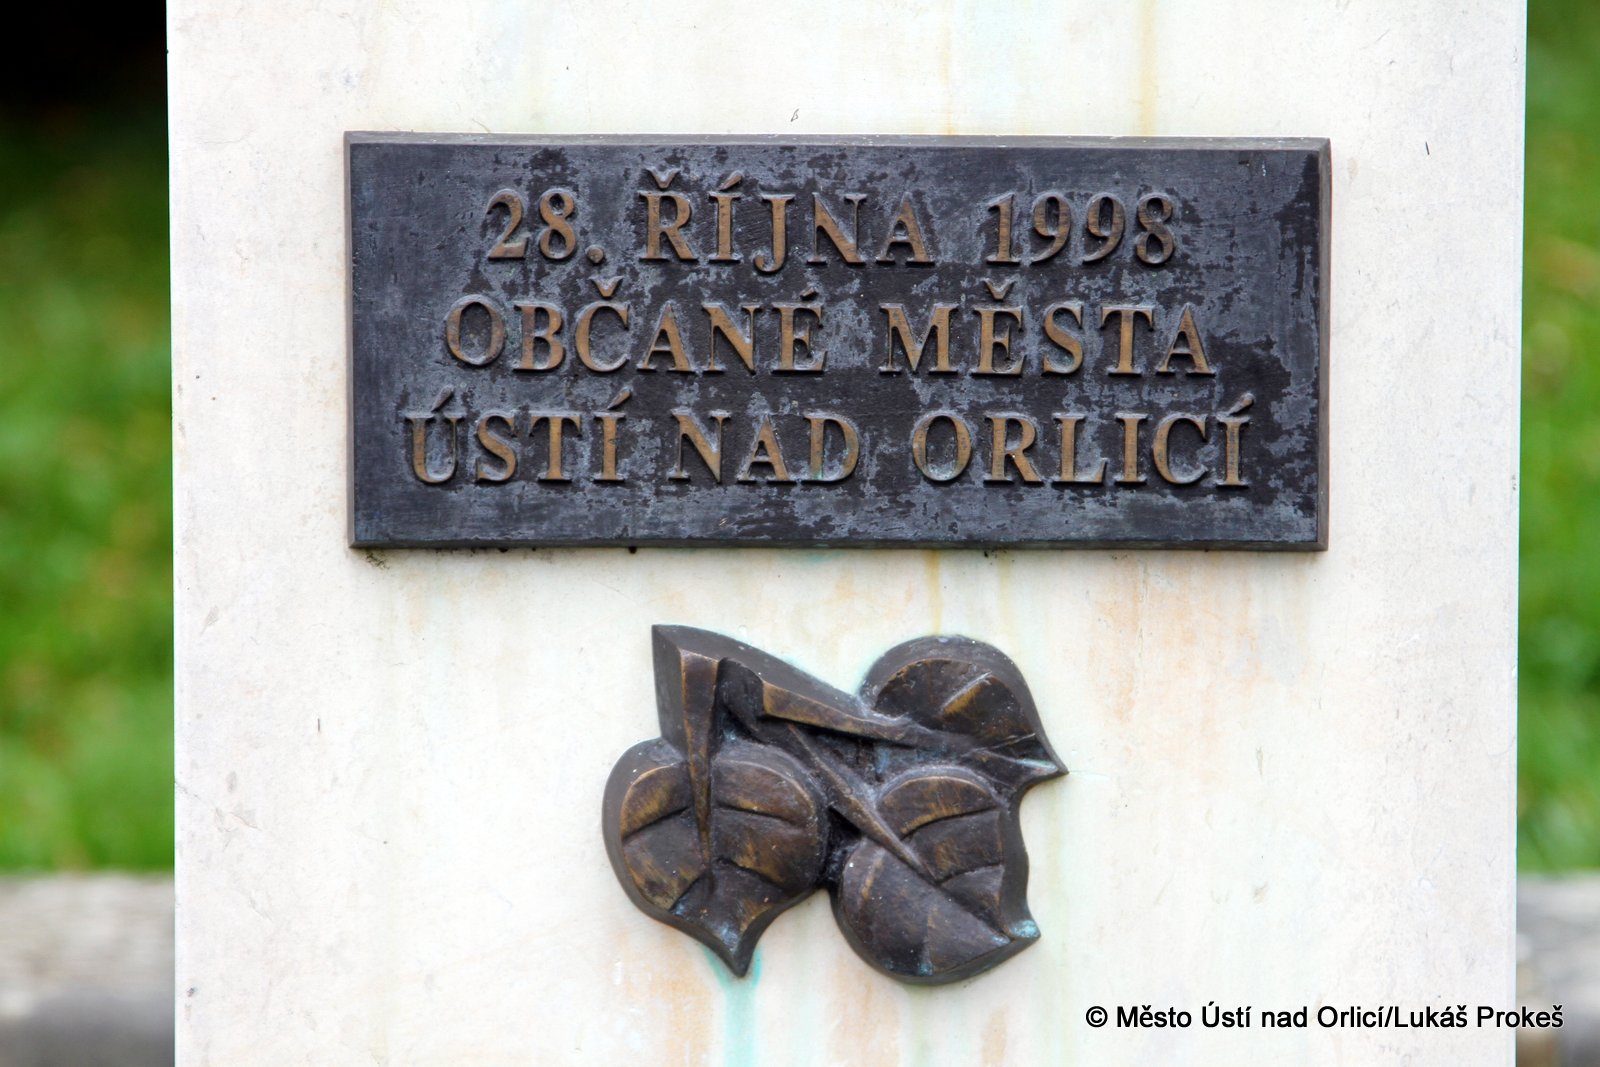 28. ŘÍJNA 1998
OBČANÉ MĚSTA
ÚSTÍ NAD ORLICÍ
© Město Ústí nad Orlicí/Lukáš Prokeš